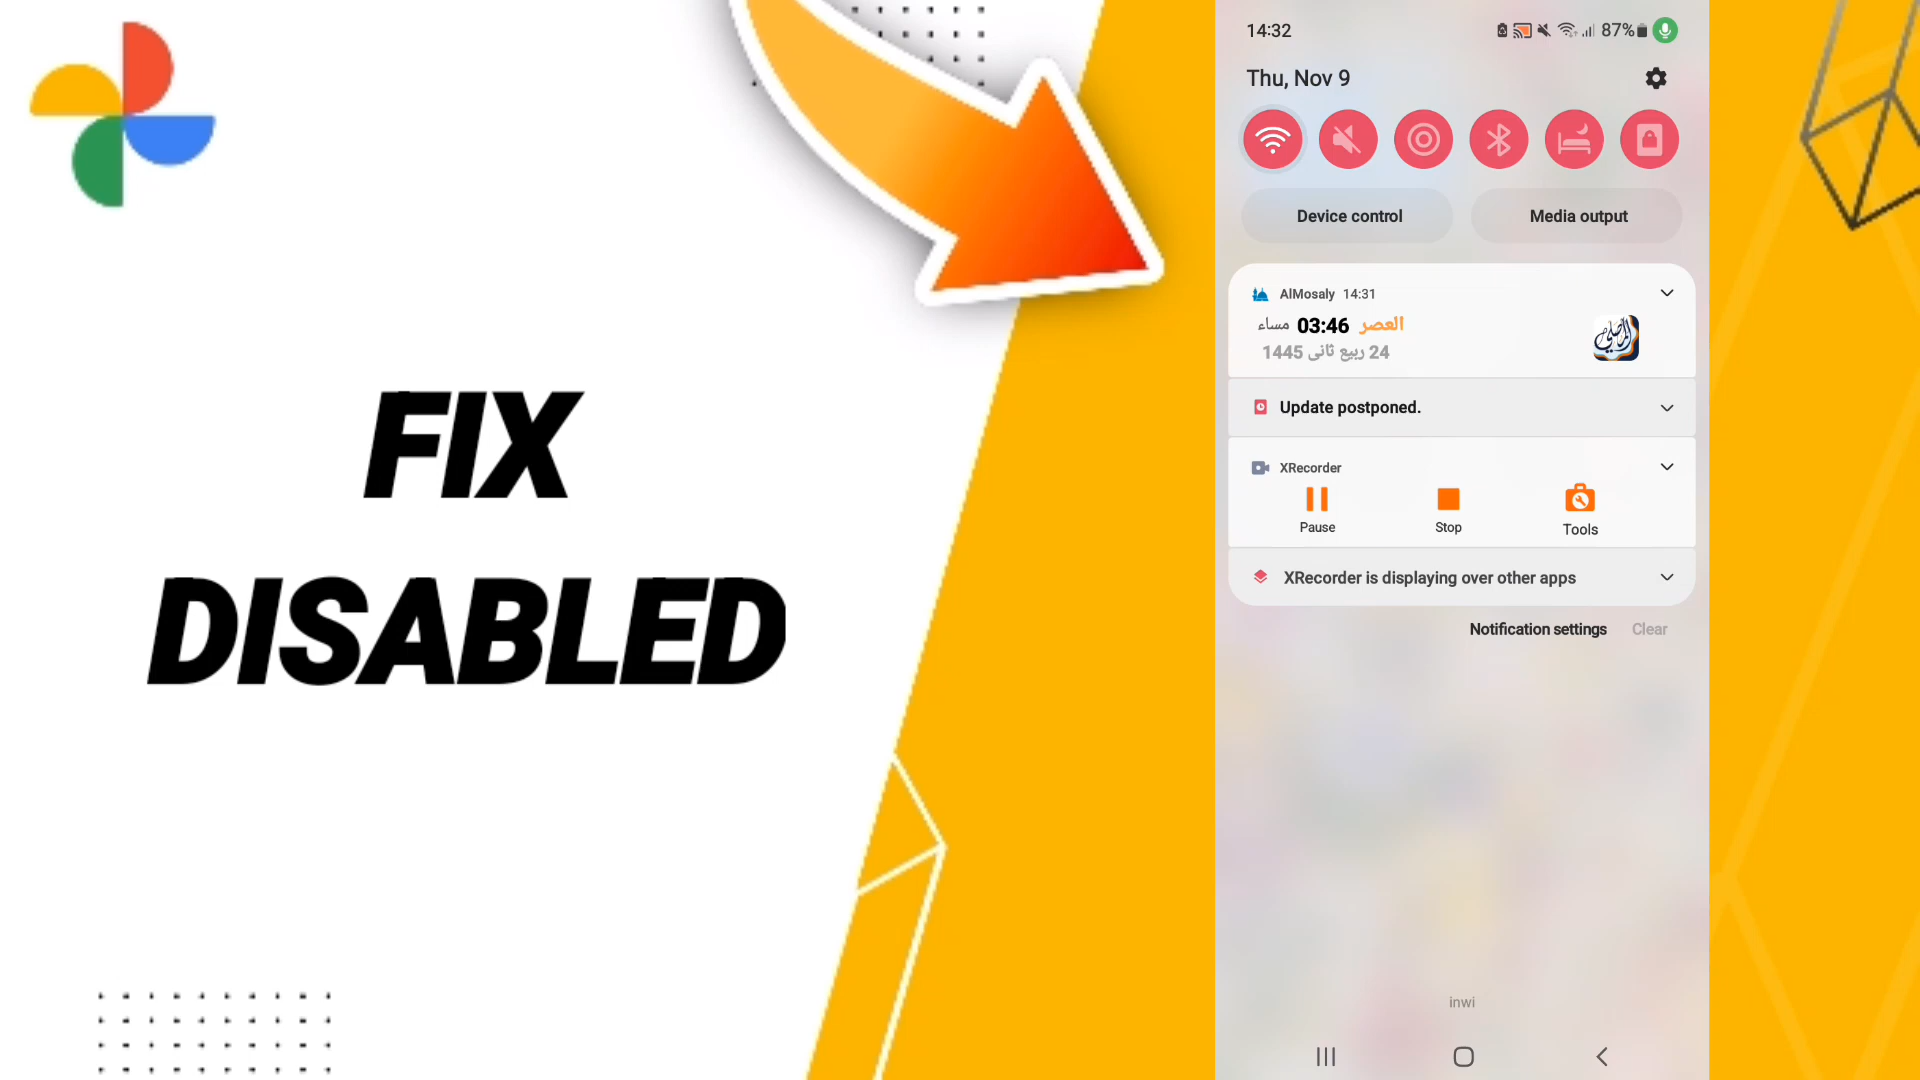 FIX
DISABLED
14:32
87%
Thu, Nov 9
Device control
Media output
AlMosaly 14:31
العصر 03:46 مساء
24 ربيع ثانى 1445
المصلي
Update postponed.
XRecorder
Pause
Stop
Tools
XRecorder is displaying over other apps
Notification settings
Clear
inwi